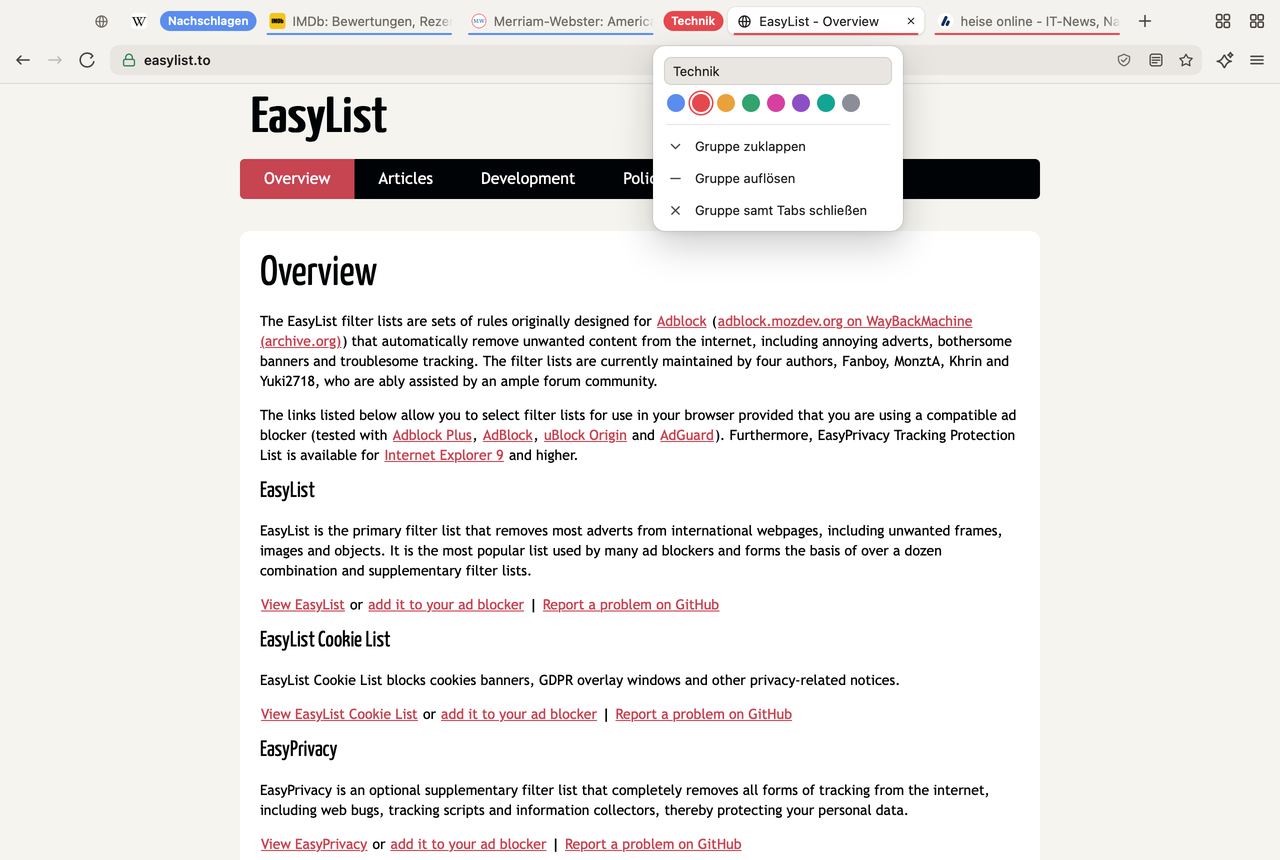 Nachschlagen
IMDb: Bewertungen, Reze
Merriam-Webster: America
Technik
EasyList - Overview
heise online - IT-News, Na
easylist.to
Technik
Gruppe zuklappen
Gruppe auflösen
Gruppe samt Tabs schließen
EasyList
Overview
Articles
Development
Polic
Overview
The EasyList filter lists are sets of rules originally designed for Adblock (adblock.mozdev.org on WayBackMachine
(archive.org)) that automatically remove unwanted content from the internet, including annoying adverts, bothersome
banners and troublesome tracking. The filter lists are currently maintained by four authors, Fanboy, MonztA, Khrin and
Yuki2718, who are ably assisted by an ample forum community.
The links listed below allow you to select filter lists for use in your browser provided that you are using a compatible ad
blocker (tested with Adblock Plus, AdBlock, uBlock Origin and AdGuard). Furthermore, EasyPrivacy Tracking Protection
List is available for Internet Explorer 9 and higher.
EasyList
EasyList is the primary filter list that removes most adverts from international webpages, including unwanted frames,
images and objects. It is the most popular list used by many ad blockers and forms the basis of over a dozen
combination and supplementary filter lists.
View EasyList or add it to your ad blocker | Report a problem on GitHub
EasyList Cookie List
EasyList Cookie List blocks cookies banners, GDPR overlay windows and other privacy-related notices.
View EasyList Cookie List or add it to your ad blocker | Report a problem on GitHub
EasyPrivacy
EasyPrivacy is an optional supplementary filter list that completely removes all forms of tracking from the internet,
including web bugs, tracking scripts and information collectors, thereby protecting your personal data.
View EasyPrivacy or add it to your ad blocker | Report a problem on GitHub